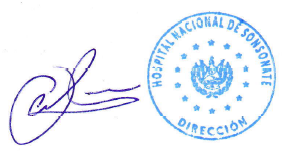 HOSPITAL NACIONAL DE SONSONATE
DIRECCIÓN